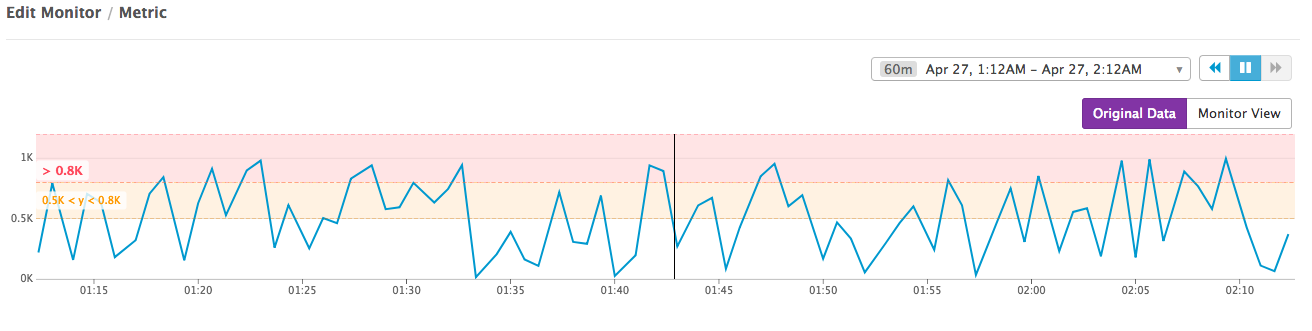 Edit Monitor / Metric
60m Apr 27, 1:12AM – Apr 27, 2:12AM
Original Data Monitor View
1K
> 0.8K
0.5K < y < 0.8K
0.5K
0K
01:15 01:20 01:25 01:30 01:35 01:40 01:45 01:50 01:55 02:00 02:05 02:10